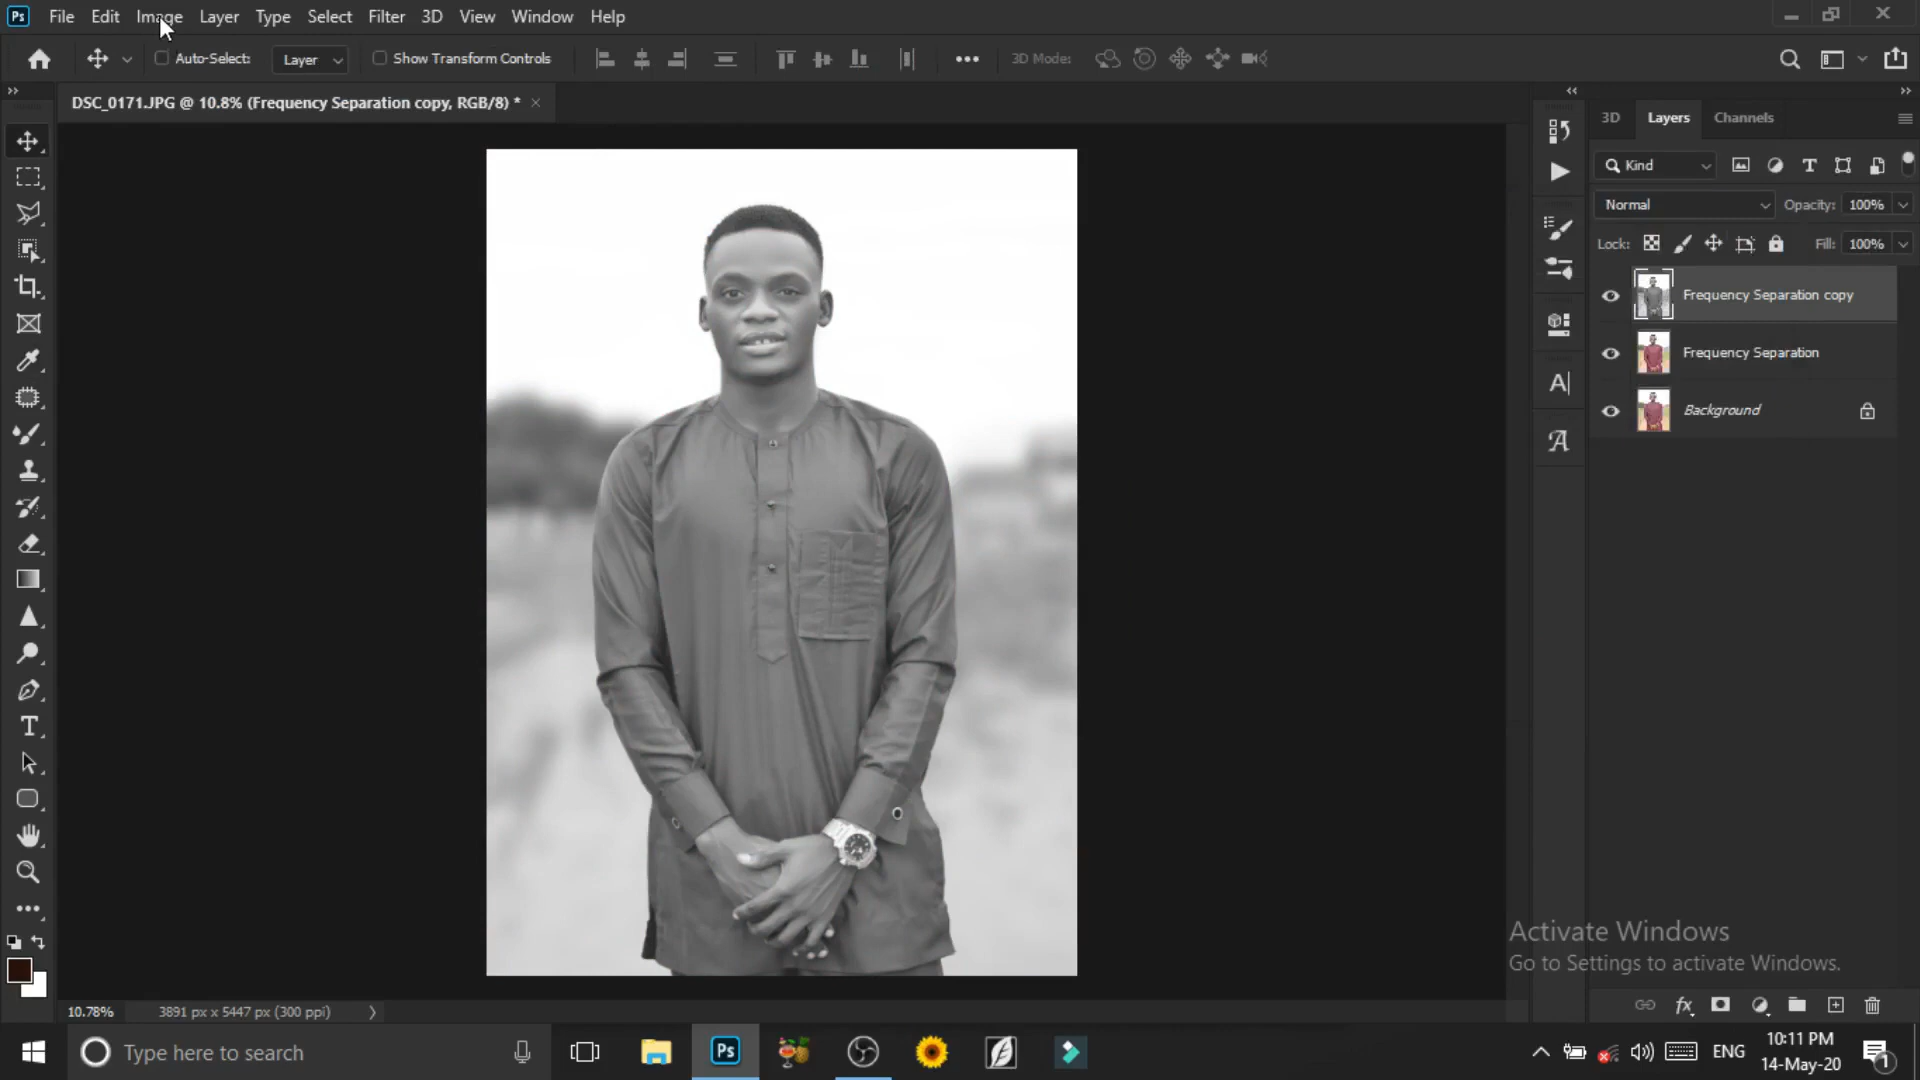 Ps File Edit Image Layer Type Select Filter 3D View Window Help
Auto-Select: Layer Show Transform Controls 3D Mode:
DSC_0171.JPG @ 10.8% (Frequency Separation copy, RGB/8) *
3D Layers Channels
Kind
Normal Opacity: 100%
Lock: Fill: 100%
Frequency Separation copy
Frequency Separation
Background
Activate Windows
Go to Settings to activate Windows.
10.78% 3891 px x 5447 px (300 ppi)
Type here to search
Ps
ENG
10:11 PM
14-May-20
1